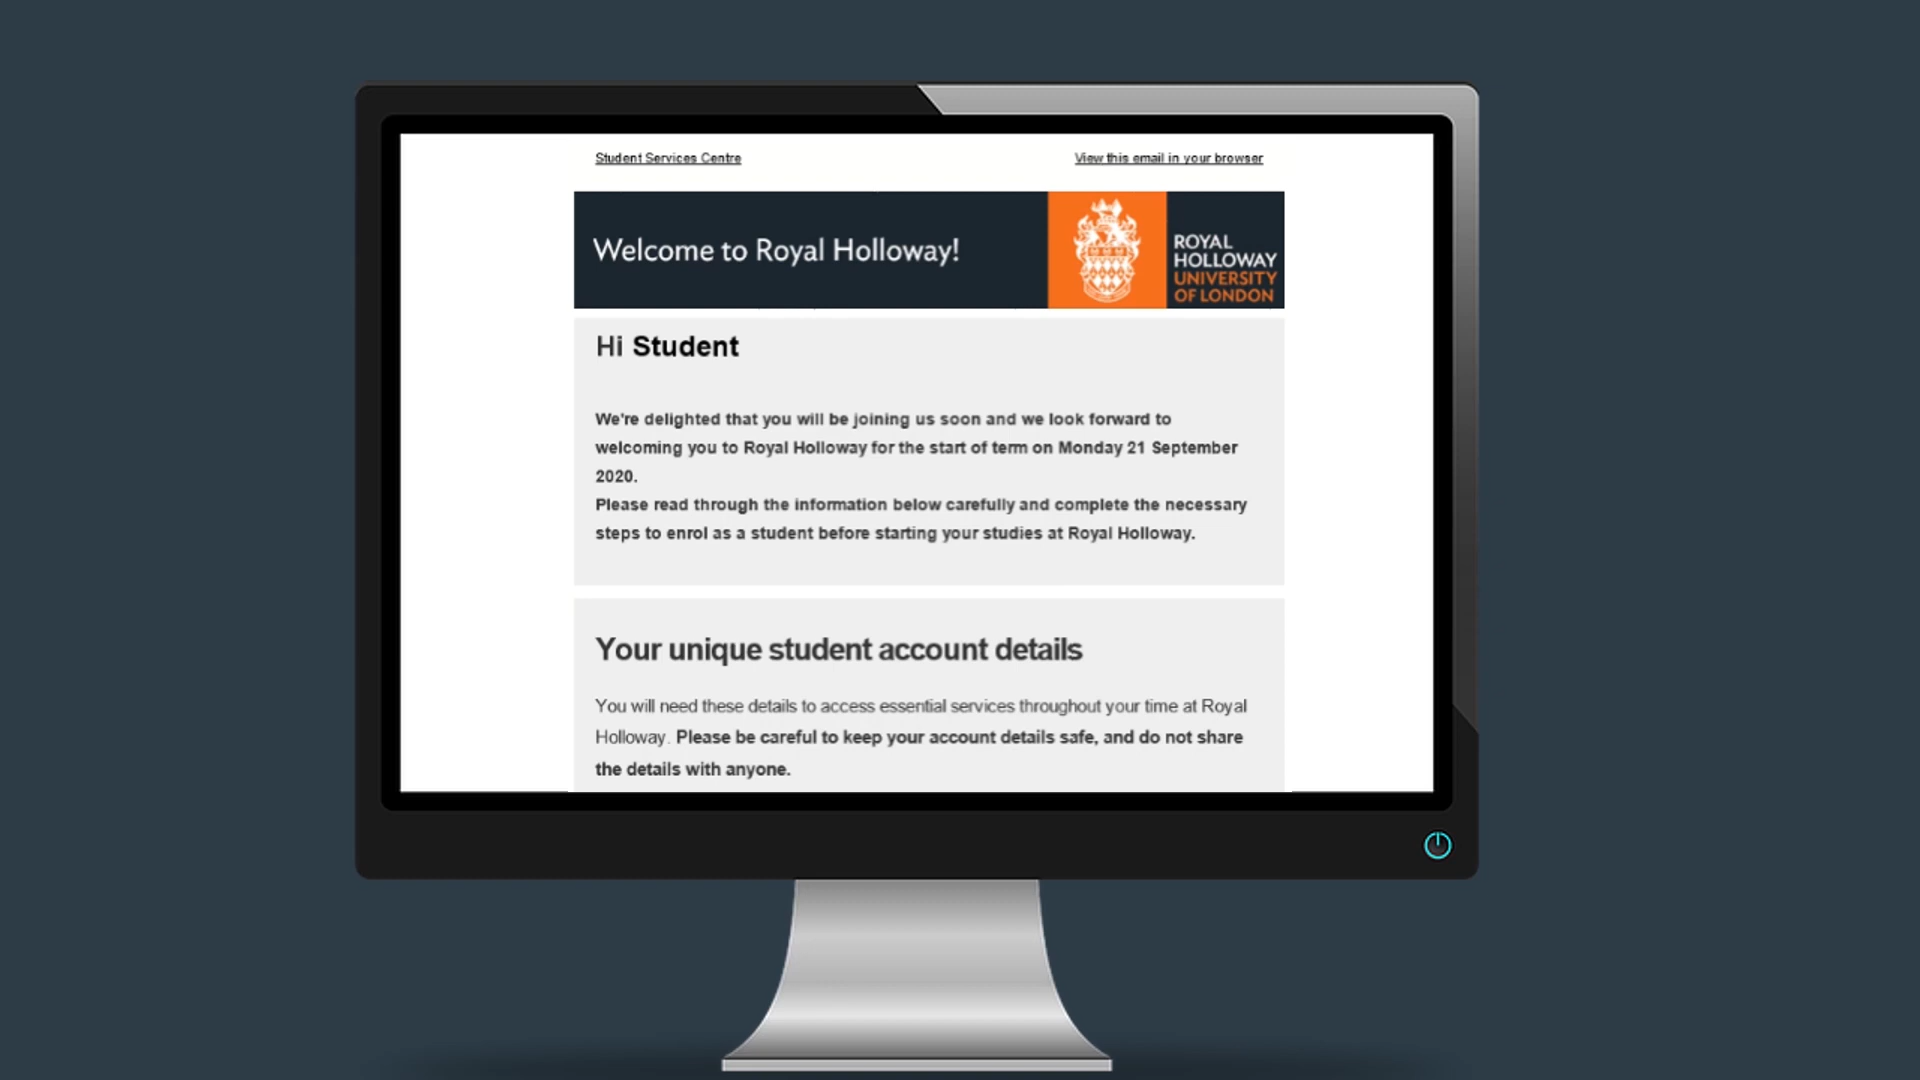 Student Services Centre
View this email in your browser
Welcome to Royal Holloway!
ROYAL
HOLLOWAY
UNIVERSITY
OF LONDON
Hi Student
We're delighted that you will be joining us soon and we look forward to
welcoming you to Royal Holloway for the start of term on Monday 21 September
2020.
Please read through the information below carefully and complete the necessary
steps to enrol as a student before starting your studies at Royal Holloway.
Your unique student account details
You will need these details to access essential services throughout your time at Royal
Holloway. Please be careful to keep your account details safe, and do not share
the details with anyone.